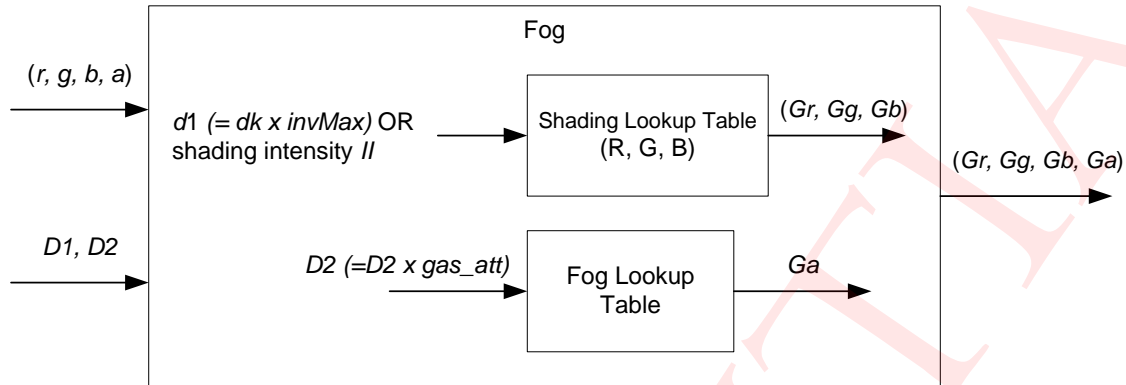 Fog
(r, g, b, a)
d1 (= dk x invMax) OR
shading intensity II
Shading Lookup Table
(R, G, B)
(Gr, Gg, Gb)
(Gr, Gg, Gb, Ga)
D1, D2
D2 (=D2 x gas_att)
Fog Lookup
Table
Ga
TIA